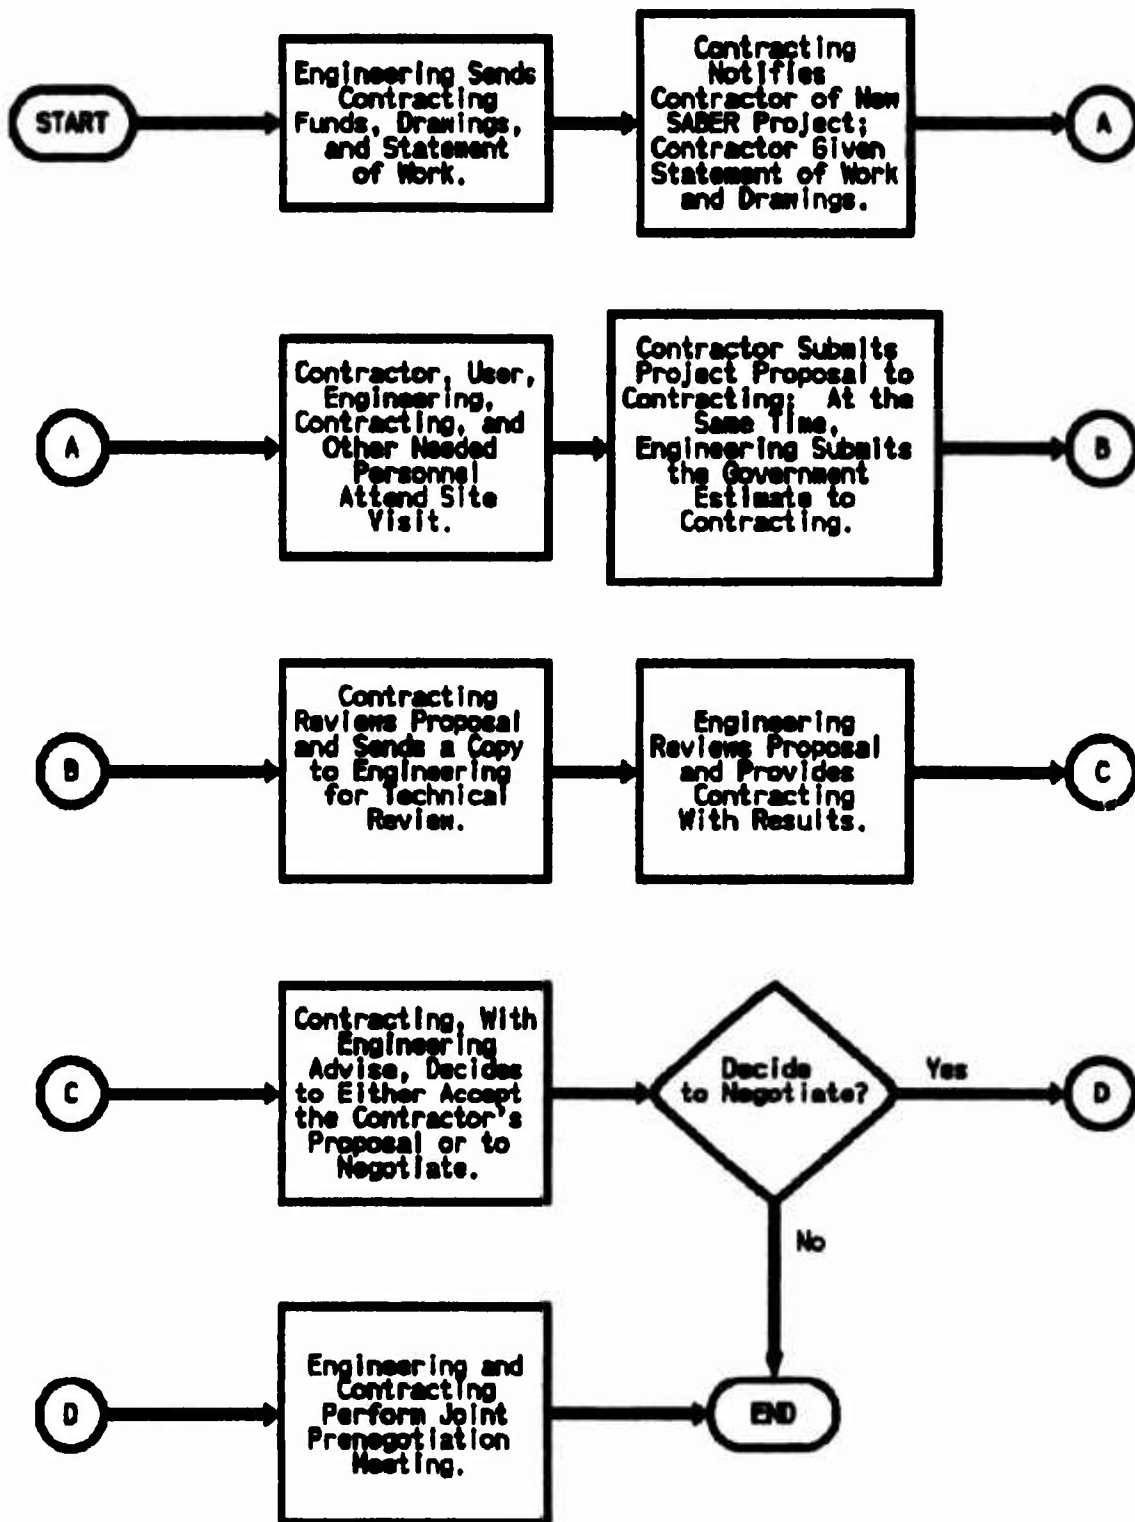 START
Engineering Sends
Contracting
Funds, Drawings,
and Statement
of Work.
Contracting
Notifies
Contractor of New
SABER Project;
Contractor Given
Statement of Work
and Drawings.
A
A
Contractor, User,
Engineering,
Contracting, and
Other Needed
Personnel
Attend Site
Visit.
Contractor Submits
Project Proposal to
Contracting; At the
Same Time,
Engineering Submits
the Government
Estimate to
Contracting.
B
B
Contracting
Reviews Proposal
and Sends a Copy
to Engineering
for Technical
Review.
Engineering
Reviews Proposal
and Provides
Contracting
With Results.
C
C
Contracting, With
Engineering
Advise, Decides
to Either Accept
the Contractor's
Proposal or to
Negotiate.
Decide
to Negotiate?
Yes
D
No
D
Engineering and
Contracting
Perform Joint
Prenegotiation
Meeting.
END